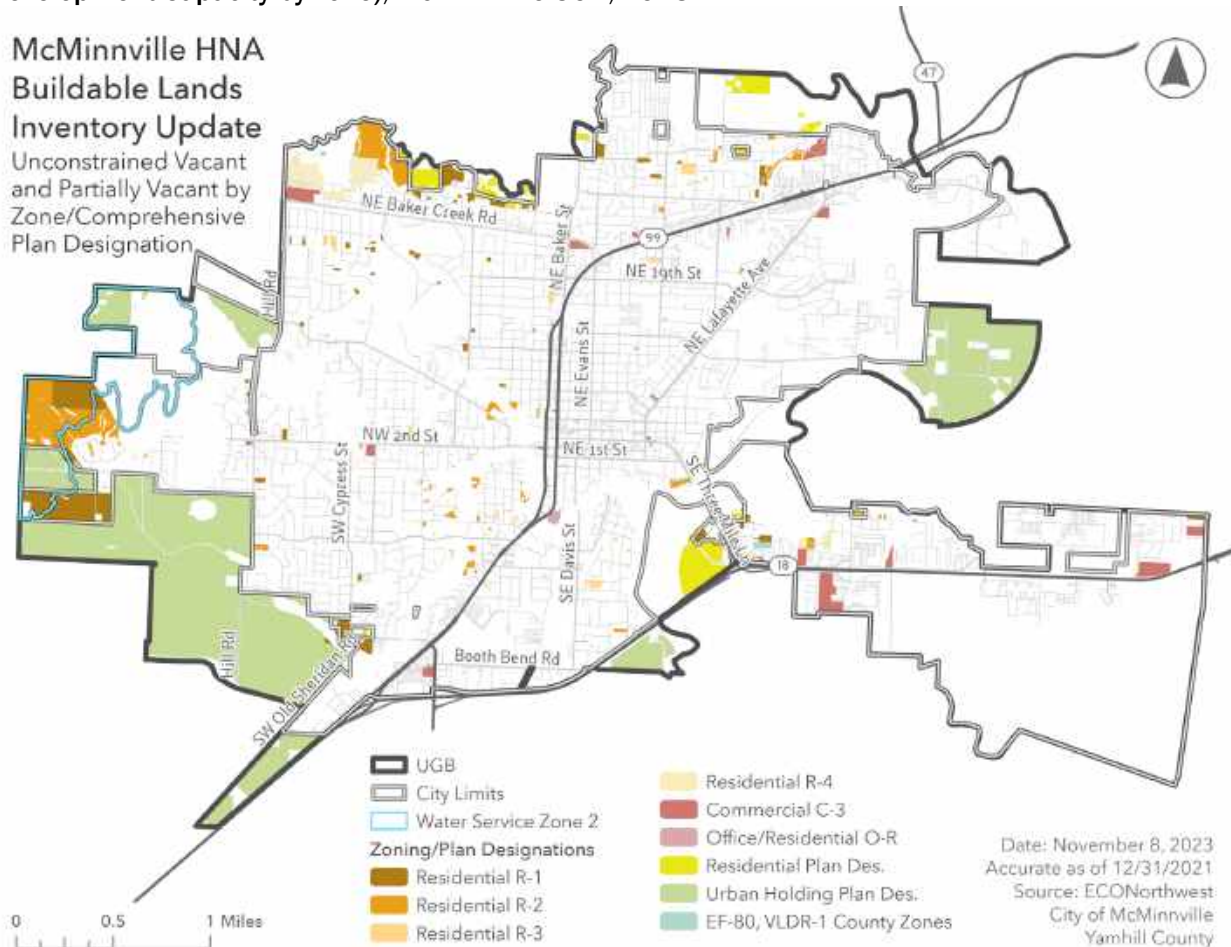 McMinnville HNA
Buildable Lands
Inventory Update
Unconstrained Vacant
and Partially Vacant by
Zone/Comprehensive
Plan Designation
47
NE Baker Creek Rd
NE Baker St
99
NE 19th St
Hill Rd
NE Lafayette Ave
NE Evans St
NW 2nd St
NE 1st St
SW Cypress St
SE Three Mile Ln
SE Davis St
18
Hill Rd
Booth Bend Rd
SW Old Sheridan Rd
UGB
City Limits
Water Service Zone 2
Zoning/Plan Designations
Residential R-1
Residential R-2
Residential R-3
Residential R-4
Commercial C-3
Office/Residential O-R
Residential Plan Des.
Urban Holding Plan Des.
EF-80, VLDR-1 County Zones
Date: November 8, 2023
Accurate as of 12/31/2021
Source: ECONorthwest
City of McMinnville
Yamhill County
0 0.5 1 Miles